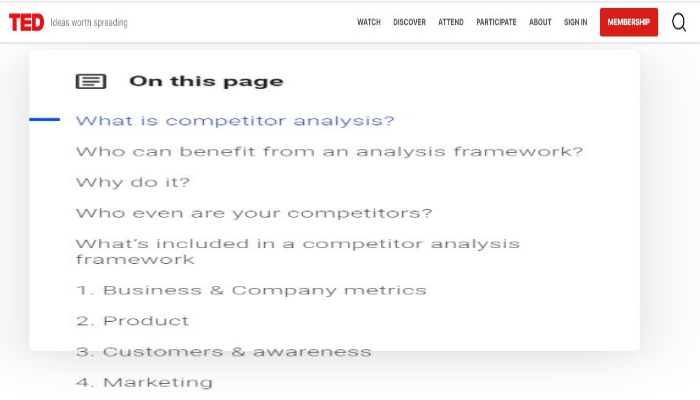 TED Ideas worth spreading WATCH DISCOVER ATTEND PARTICIPATE ABOUT SIGN IN MEMBERSHIP
On this page
What is competitor analysis?
Who can benefit from an analysis framework?
Why do it?
Who even are your competitors?
What's included in a competitor analysis
framework
1. Business & Company metrics
2. Product
3. Customers & awareness
4. Marketing